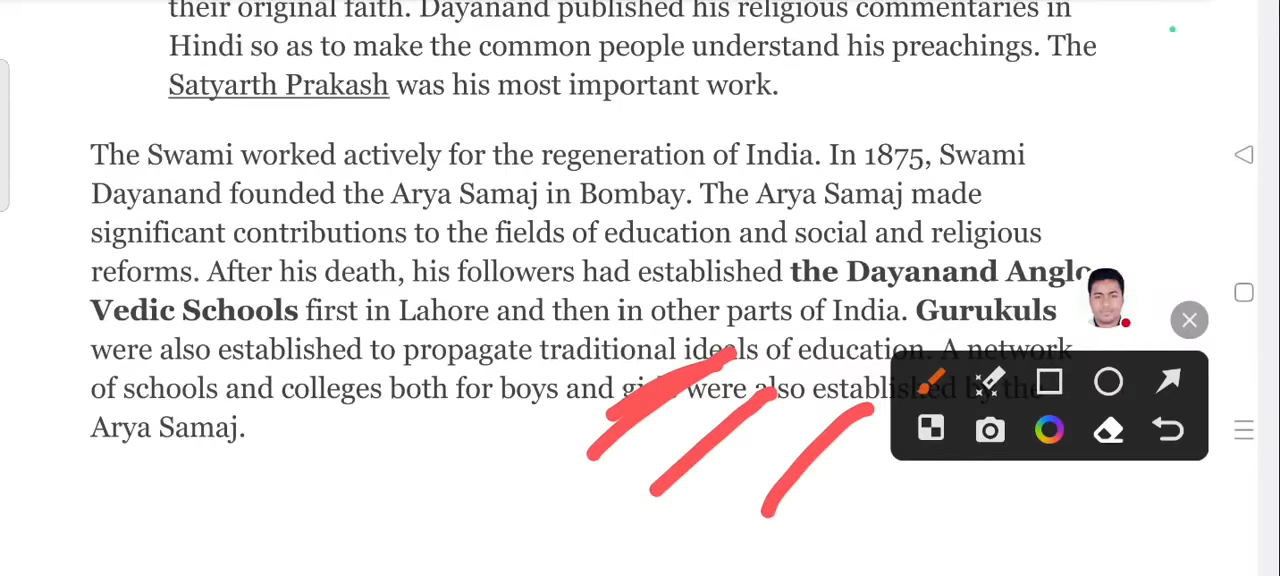 their original faith. Dayanand published his religious commentaries in
Hindi so as to make the common people understand his preachings. The
Satyarth Prakash was his most important work.
The Swami worked actively for the regeneration of India. In 1875, Swami
Dayanand founded the Arya Samaj in Bombay. The Arya Samaj made
significant contributions to the fields of education and social and religious
reforms. After his death, his followers had established the Dayanand Anglo
Vedic Schools first in Lahore and then in other parts of India. Gurukuls
were also established to propagate traditional ideals of education. A network
of schools and colleges both for boys and girls were also established by the
Arya Samaj.